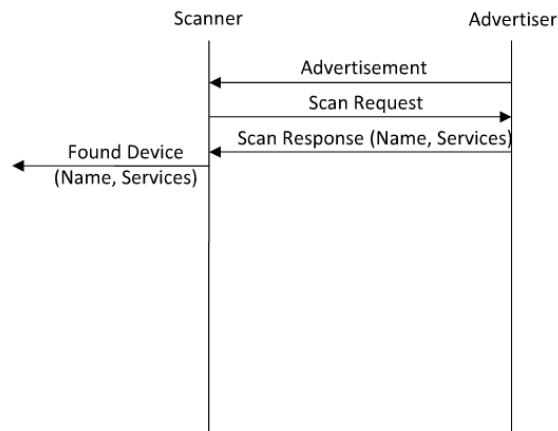 Scanner
Advertiser
Advertisement
Scan Request
Scan Response (Name, Services)
Found Device
(Name, Services)